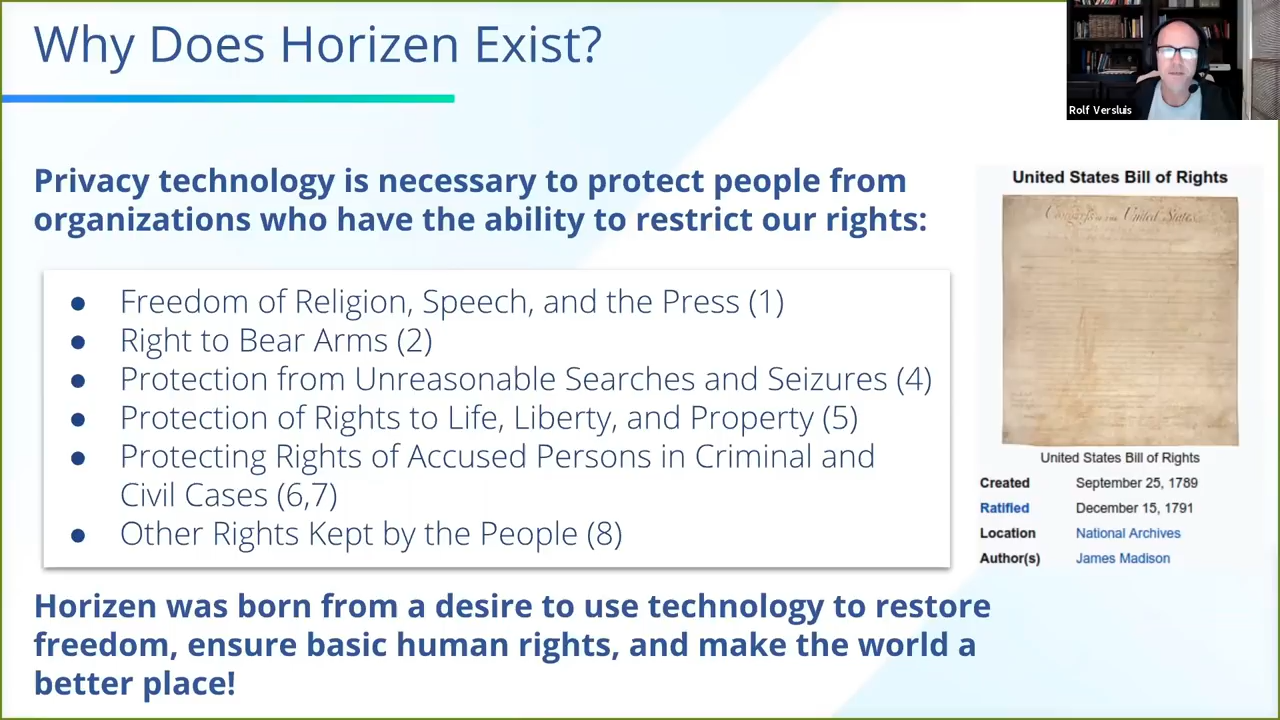 Why Does Horizen Exist?
Rolf Versluis
Privacy technology is necessary to protect people from
organizations who have the ability to restrict our rights:
● Freedom of Religion, Speech, and the Press (1)
● Right to Bear Arms (2)
● Protection from Unreasonable Searches and Seizures (4)
● Protection of Rights to Life, Liberty, and Property (5)
● Protecting Rights of Accused Persons in Criminal and
Civil Cases (6,7)
● Other Rights Kept by the People (8)
Horizen was born from a desire to use technology to restore
freedom, ensure basic human rights, and make the world a
better place!
United States Bill of Rights
Congress of the United States
United States Bill of Rights
Created September 25, 1789
Ratified December 15, 1791
Location National Archives
Author(s) James Madison